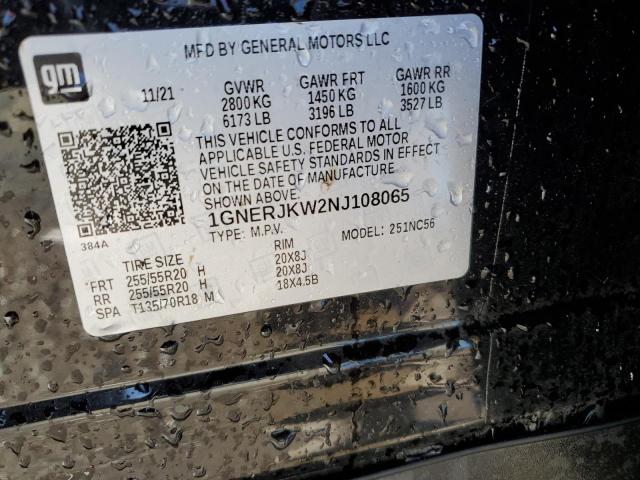 MFD BY GENERAL MOTORS LLC
gm
11/21 GVWR GAWR FRT GAWR RR
2800 KG 1450 KG 1600 KG
6173 LB 3196 LB 3527 LB
THIS VEHICLE CONFORMS TO ALL
APPLICABLE U.S. FEDERAL MOTOR
VEHICLE SAFETY STANDARDS IN EFFECT
ON THE DATE OF MANUFACTURE
SHOWN ABOVE.
1GNERJKW2NJ108065
384A TYPE: M.P.V. MODEL: 251NC56
TIRE SIZE RIM
FRT 255/55R20 H 20X8J
RR 255/55R20 H 20X8J
SPA T135/70R18 M 18X4.5B